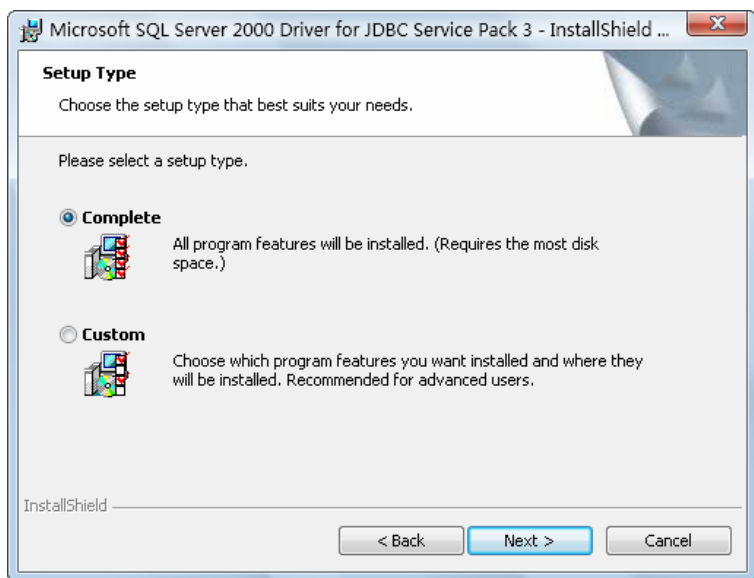 Microsoft SQL Server 2000 Driver for JDBC Service Pack 3 - InstallShield ...
Setup Type
Choose the setup type that best suits your needs.
Please select a setup type.
Complete
All program features will be installed. (Requires the most disk
space.)
Custom
Choose which program features you want installed and where they
will be installed. Recommended for advanced users.
InstallShield
< Back
Next >
Cancel